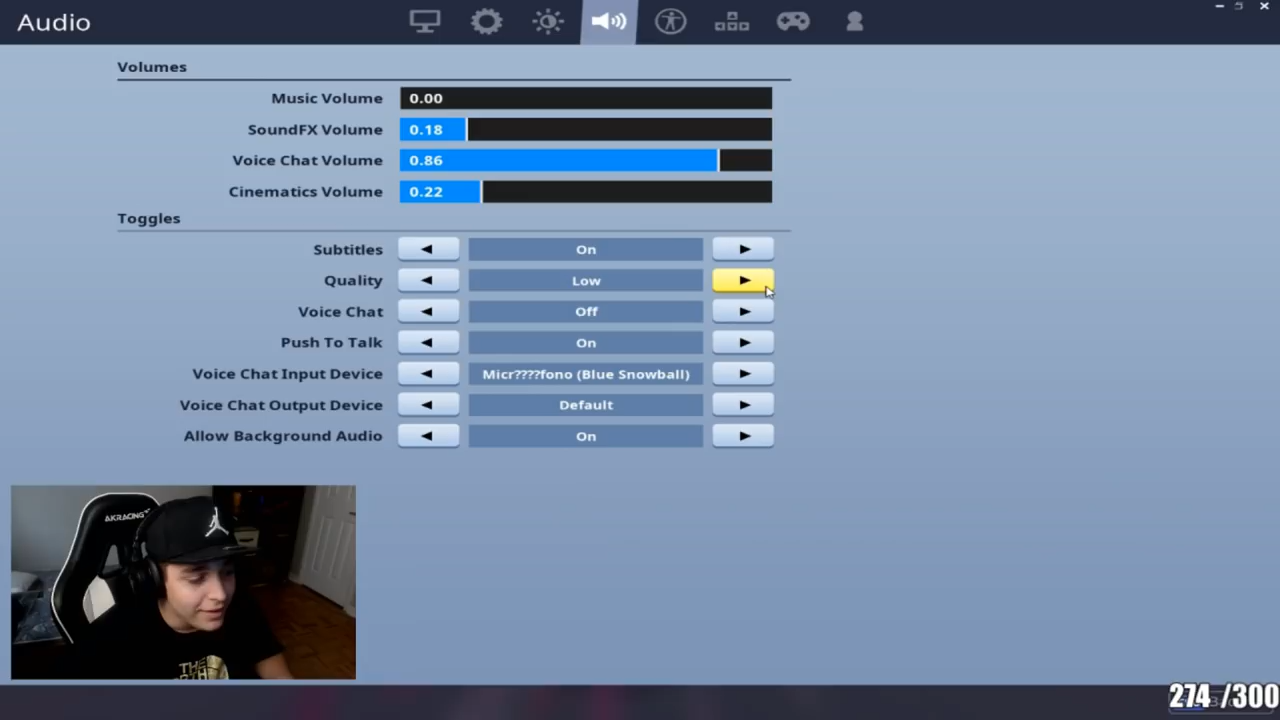 Audio
Volumes
Music Volume 0.00
SoundFX Volume 0.18
Voice Chat Volume 0.86
Cinematics Volume 0.22
Toggles
Subtitles On
Quality Low
Voice Chat Off
Push To Talk On
Voice Chat Input Device Micr????fono (Blue Snowball)
Voice Chat Output Device Default
Allow Background Audio On
AKRACING
THE
274 /300